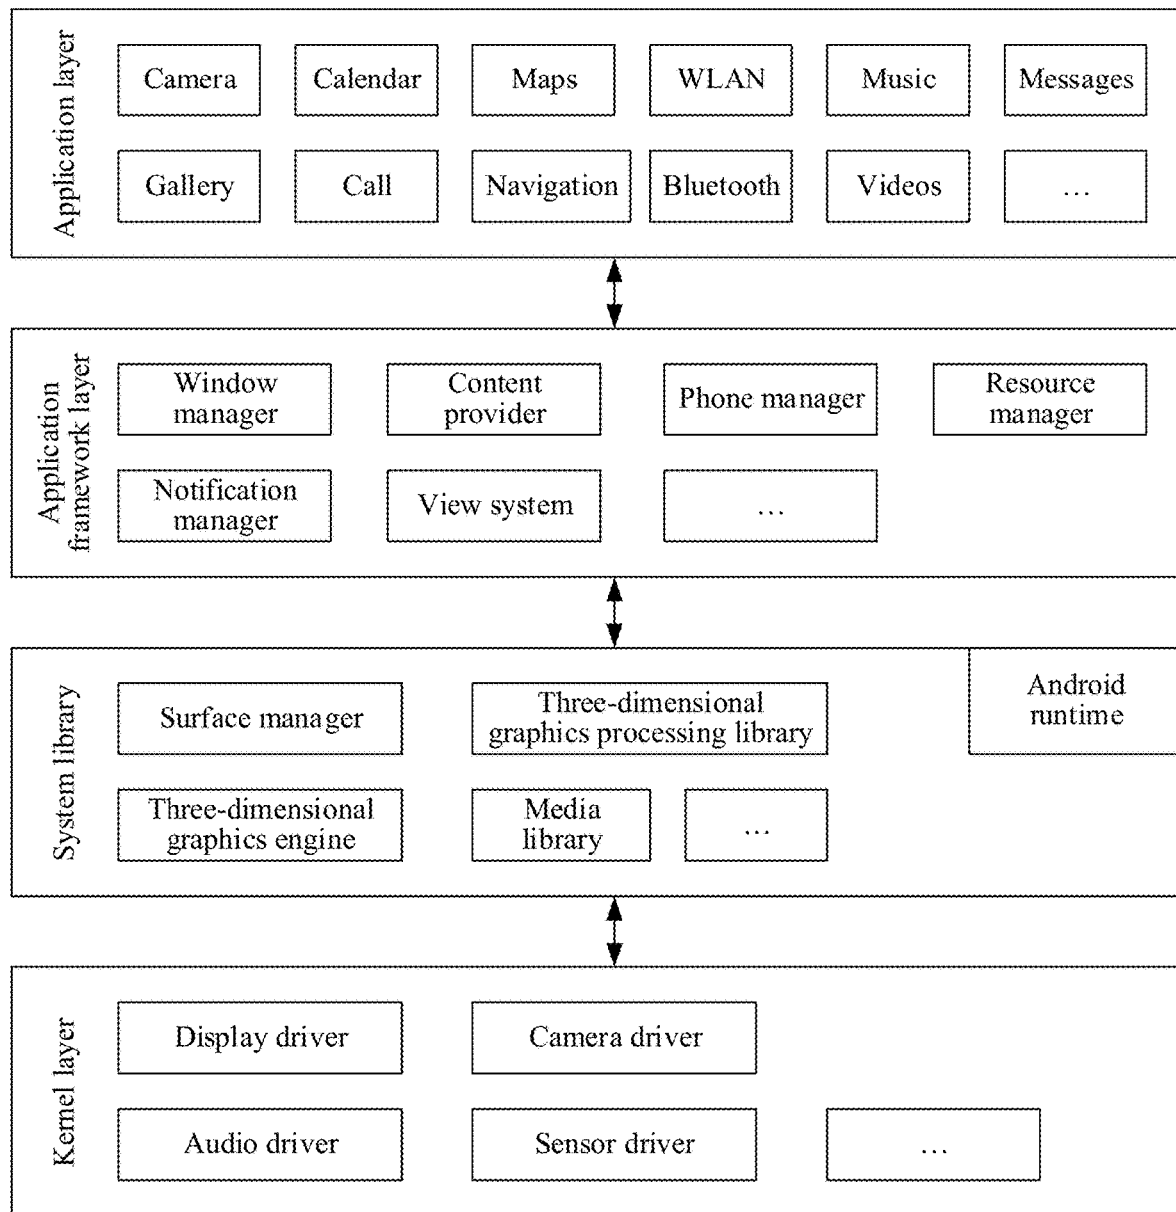 Application layer
Camera
Calendar
Maps
WLAN
Music
Messages
Gallery
Call
Navigation
Bluetooth
Videos
…
Application
framework layer
Window
manager
Content
provider
Phone manager
Resource
manager
Notification
manager
View system
…
System library
Surface manager
Three-dimensional
graphics processing library
Android
runtime
Three-dimensional
graphics engine
Media
library
…
Kernel layer
Display driver
Camera driver
Audio driver
Sensor driver
…